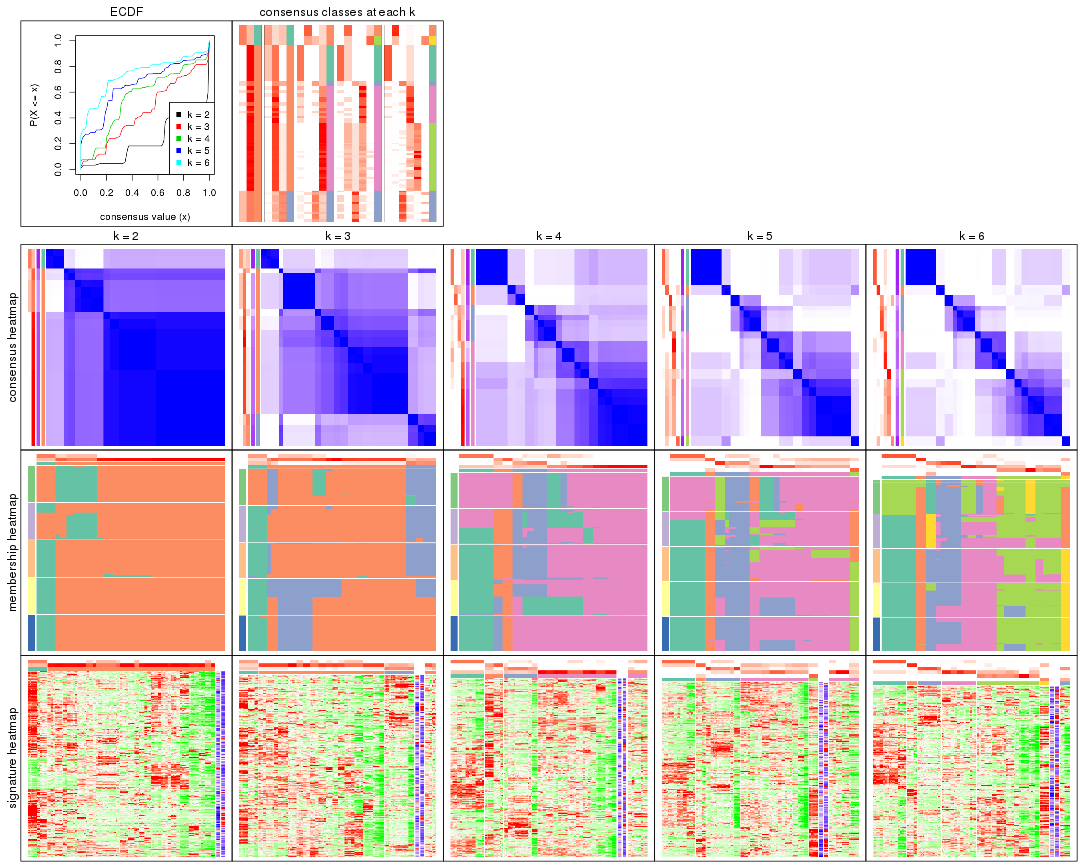 ECDF
consensus classes at each k
P(X <= x)
0.0 0.2 0.4 0.6 0.8 1.0
k = 2
k = 3
k = 4
k = 5
k = 6
0.0 0.2 0.4 0.6 0.8 1.0
consensus value (x)
k = 2
k = 3
k = 4
k = 5
k = 6
consensus heatmap
membership heatmap
signature heatmap